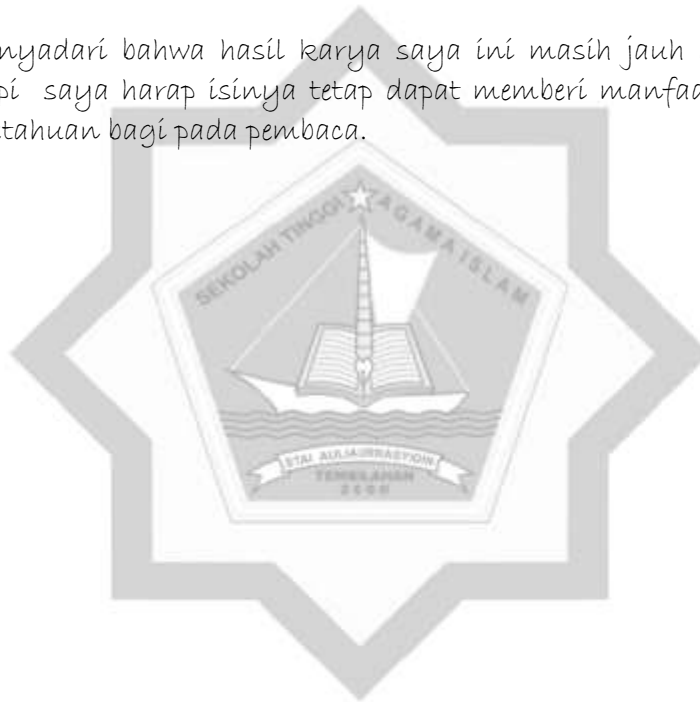 nyadari bahwa hasil karya saya ini masih jauh
pi saya harap isinya tetap dapat memberi manfaa
tahuan bagi pada pembaca.
SEKOLAH TINGGI AGAMA ISLAM
STAI AULIAURRASYIDIN
TEMBILAHAN